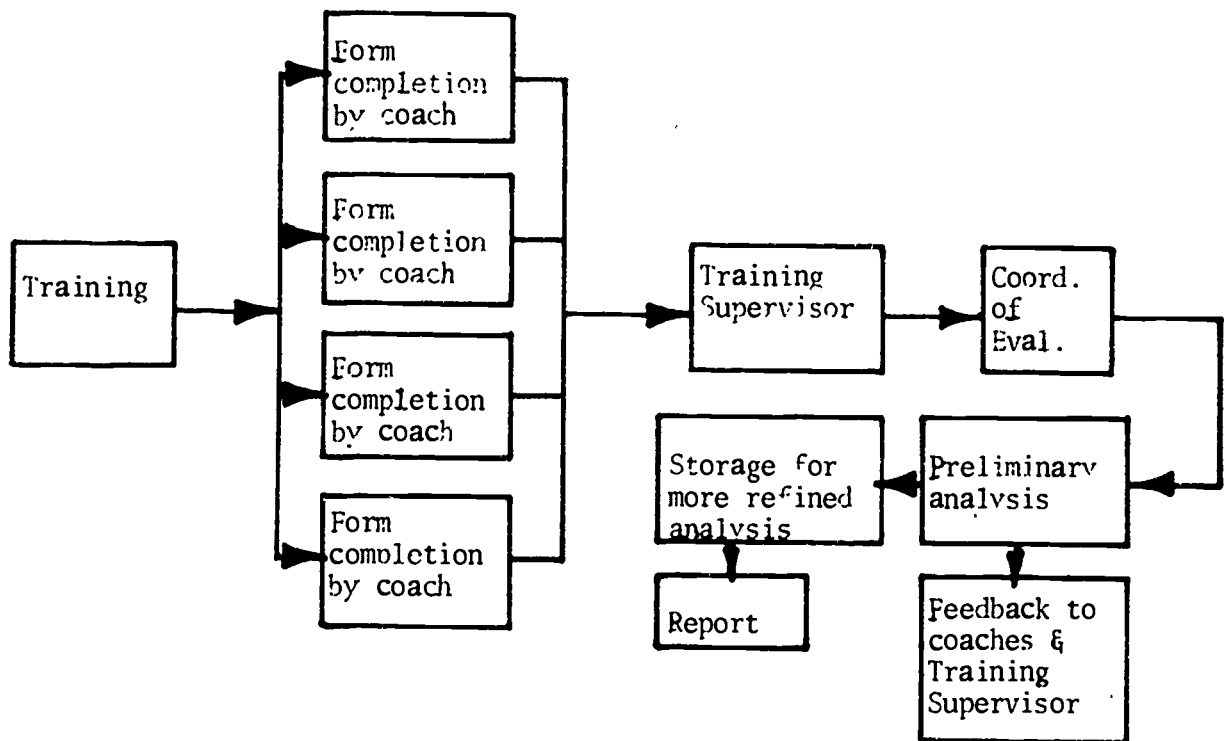 Training
Form
completion
by coach
Form
completion
by coach
Form
completion
by coach
Form
completion
by coach
Training
Supervisor
Coord.
of
Eval.
Preliminary
analysis
Storage for
more refined
analysis
Report
Feedback to
coaches &
Training
Supervisor